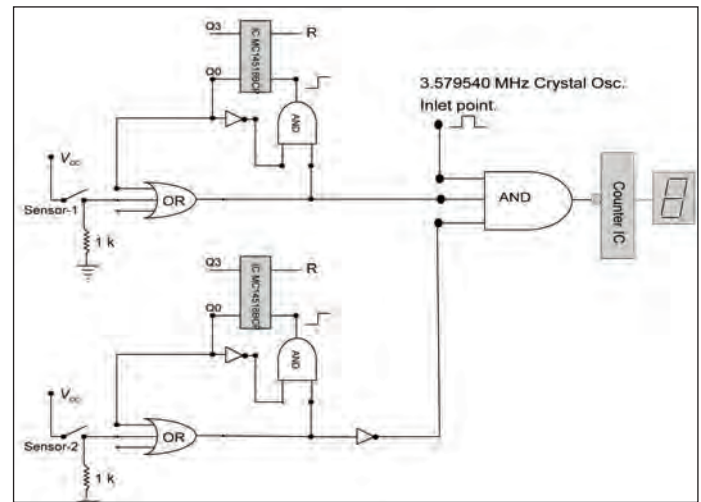 Q3
IC MC14518BCP
R
Q0
AND
3.579540 MHz Crystal Osc.
Inlet point.
VCC
Sensor-1
OR
1 k
AND
Counter IC
Q3
IC MC14518BCP
R
Q0
AND
VCC
Sensor-2
OR
1 k